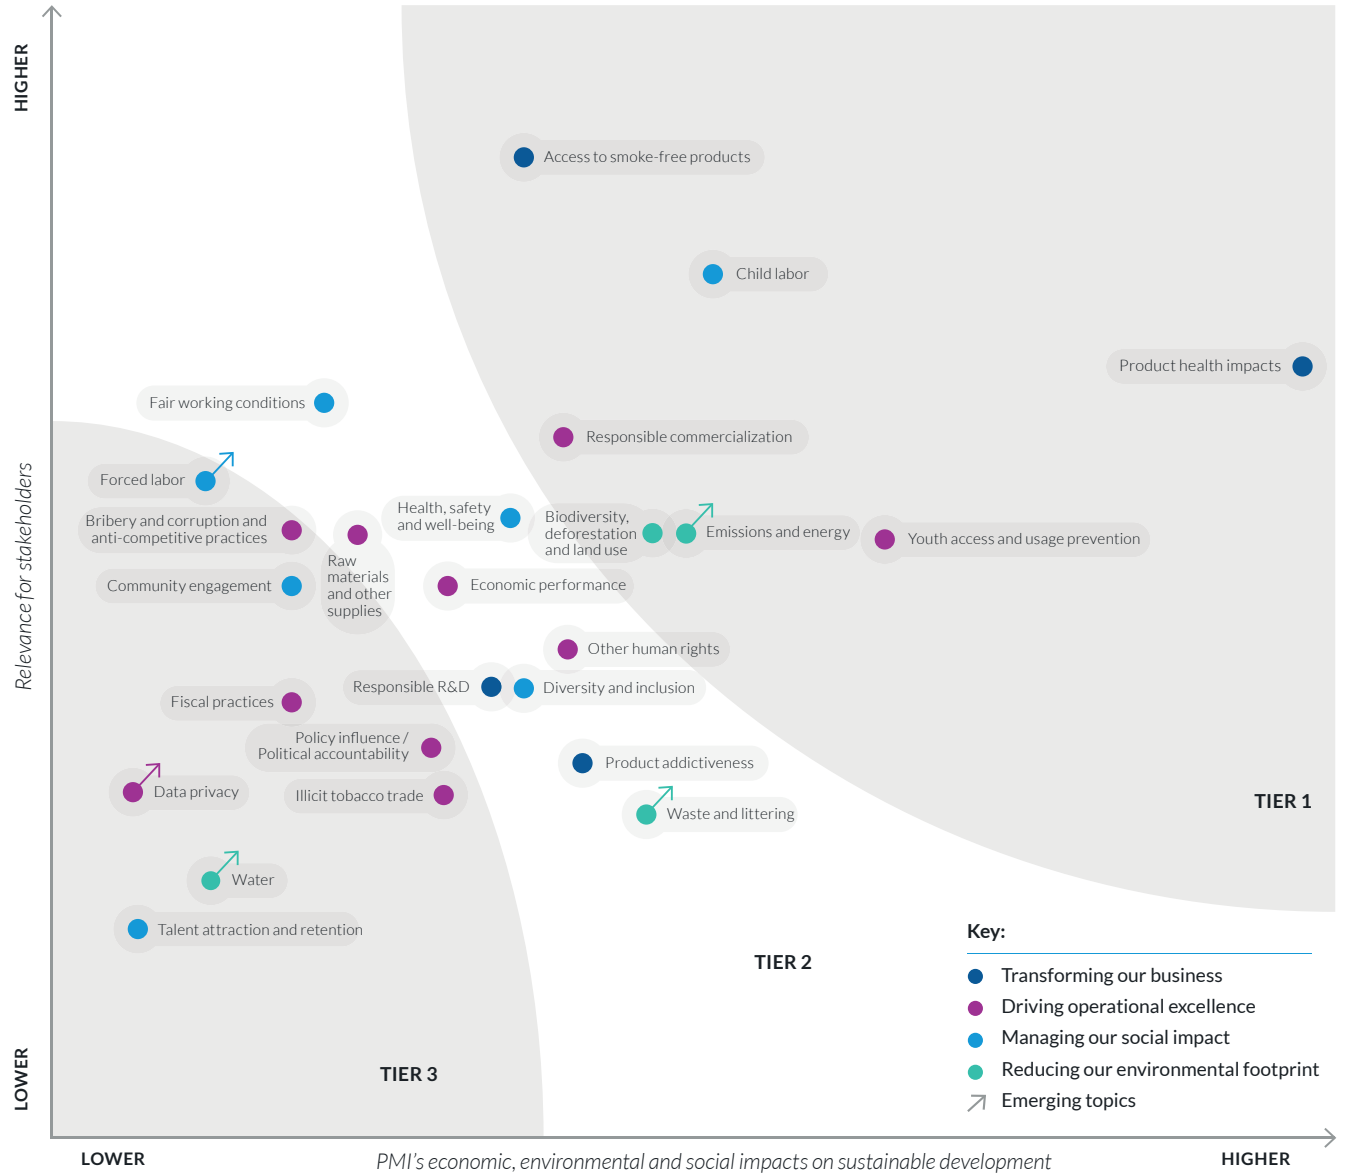 HIGHER
Access to smoke-free products
Child labor
Product health impacts
Fair working conditions
Responsible commercialization
Forced labor
Health, safety
and well-being
Biodiversity,
deforestation
and land use
Emissions and energy
Youth access and usage prevention
Bribery and corruption and
anti-competitive practices
Raw
materials
and other
supplies
Community engagement
Economic performance
Other human rights
Responsible R&D
Diversity and inclusion
Fiscal practices
Policy influence /
Political accountability
Product addictiveness
Data privacy
Illicit tobacco trade
Waste and littering
TIER 1
Water
Talent attraction and retention
TIER 2
TIER 3
Key:
Transforming our business
Driving operational excellence
Managing our social impact
Reducing our environmental footprint
Emerging topics
Relevance for stakeholders
LOWER
LOWER
PMI's economic, environmental and social impacts on sustainable development
HIGHER